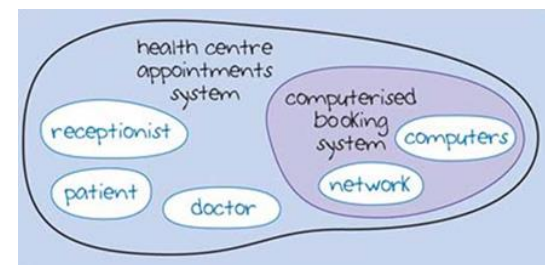 health centre
appointments
system
computerised
booking
system
computers
receptionist
network
patient
doctor